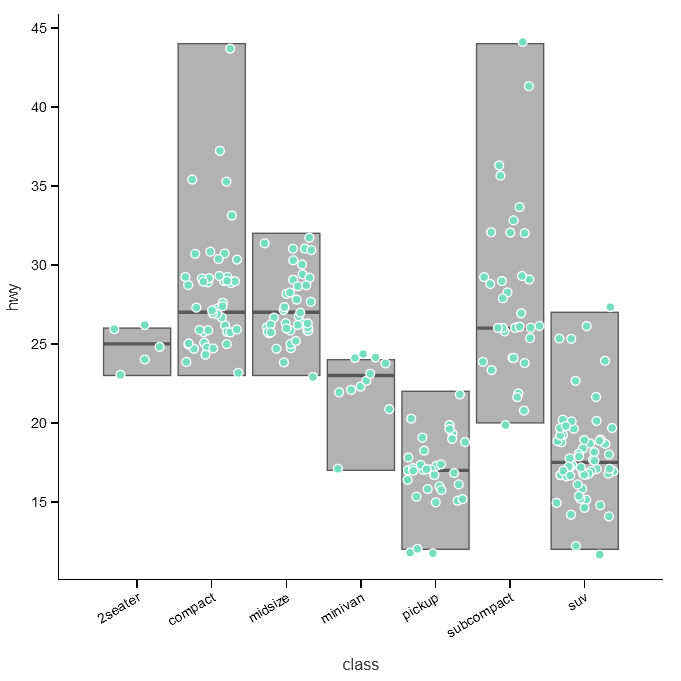 45
40
35
30
25
20
15
hwy
2seater
compact
midsize
minivan
pickup
subcompact
suv
class